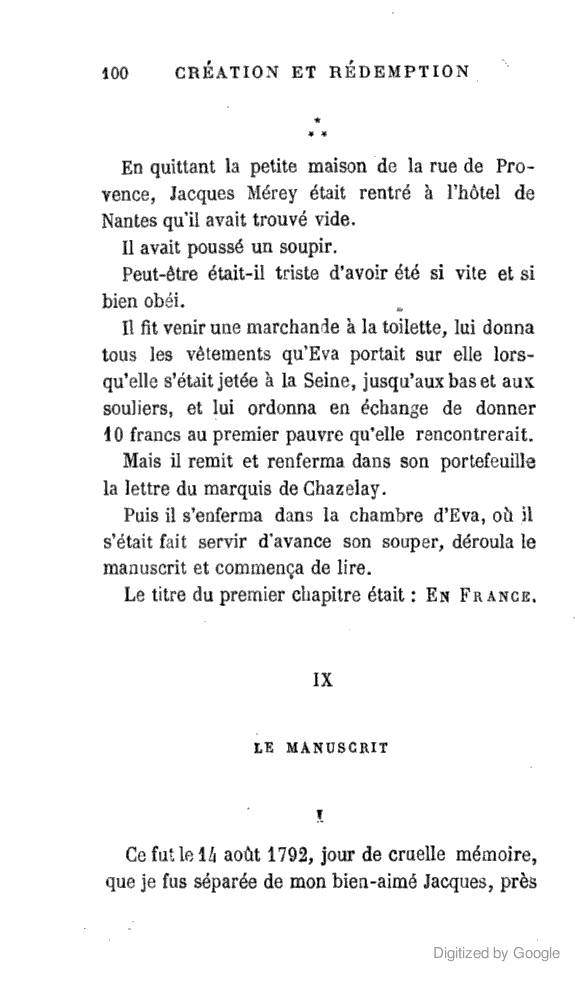 100 CRÉATION ET RÉDEMPTION
*
* *
En quittant la petite maison de la rue de Pro-
vence, Jacques Mérey était rentré à l'hôtel de
Nantes qu'il avait trouvé vide.
Il avait poussé un soupir.
Peut-être était-il triste d'avoir été si vite et si
bien obéi.
Il fit venir une marchande à la toilette, lui donna
tous les vêtements qu'Eva portait sur elle lors-
qu'elle s'était jetée à la Seine, jusqu'aux bas et aux
souliers, et lui ordonna en échange de donner
10 francs au premier pauvre qu'elle rencontrerait.
Mais il remit et renferma dans son portefeuille
la lettre du marquis de Chazelay.
Puis il s'enferma dans la chambre d'Eva, où il
s'était fait servir d'avance son souper, déroula le
manuscrit et commença de lire.
Le titre du premier chapitre était : EN FRANCE.
IX
LE MANUSCRIT
I
Ce fut le 14 août 1792, jour de cruelle mémoire,
que je fus séparée de mon bien-aimé Jacques, près
Digitized by Google